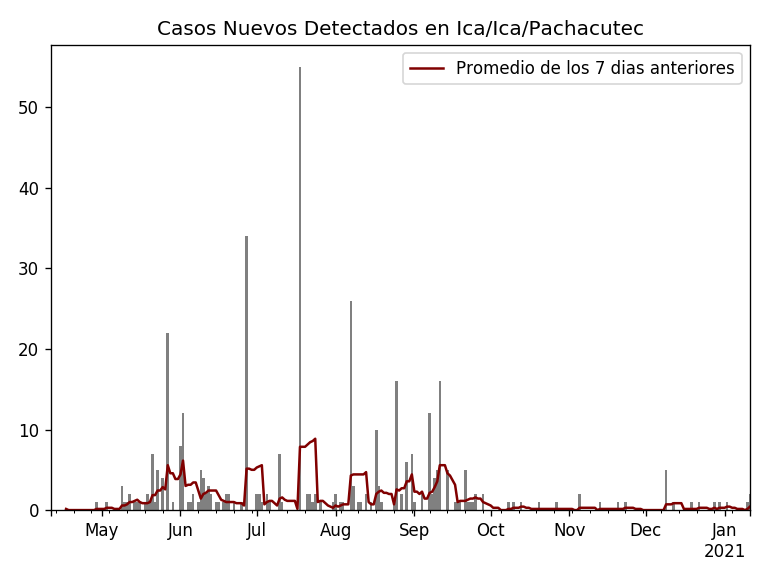 Casos Nuevos Detectados en Ica/Ica/Pachacutec
Promedio de los 7 dias anteriores
50
40
30
20
10
0
May Jun Jul Aug Sep Oct Nov Dec Jan
2021